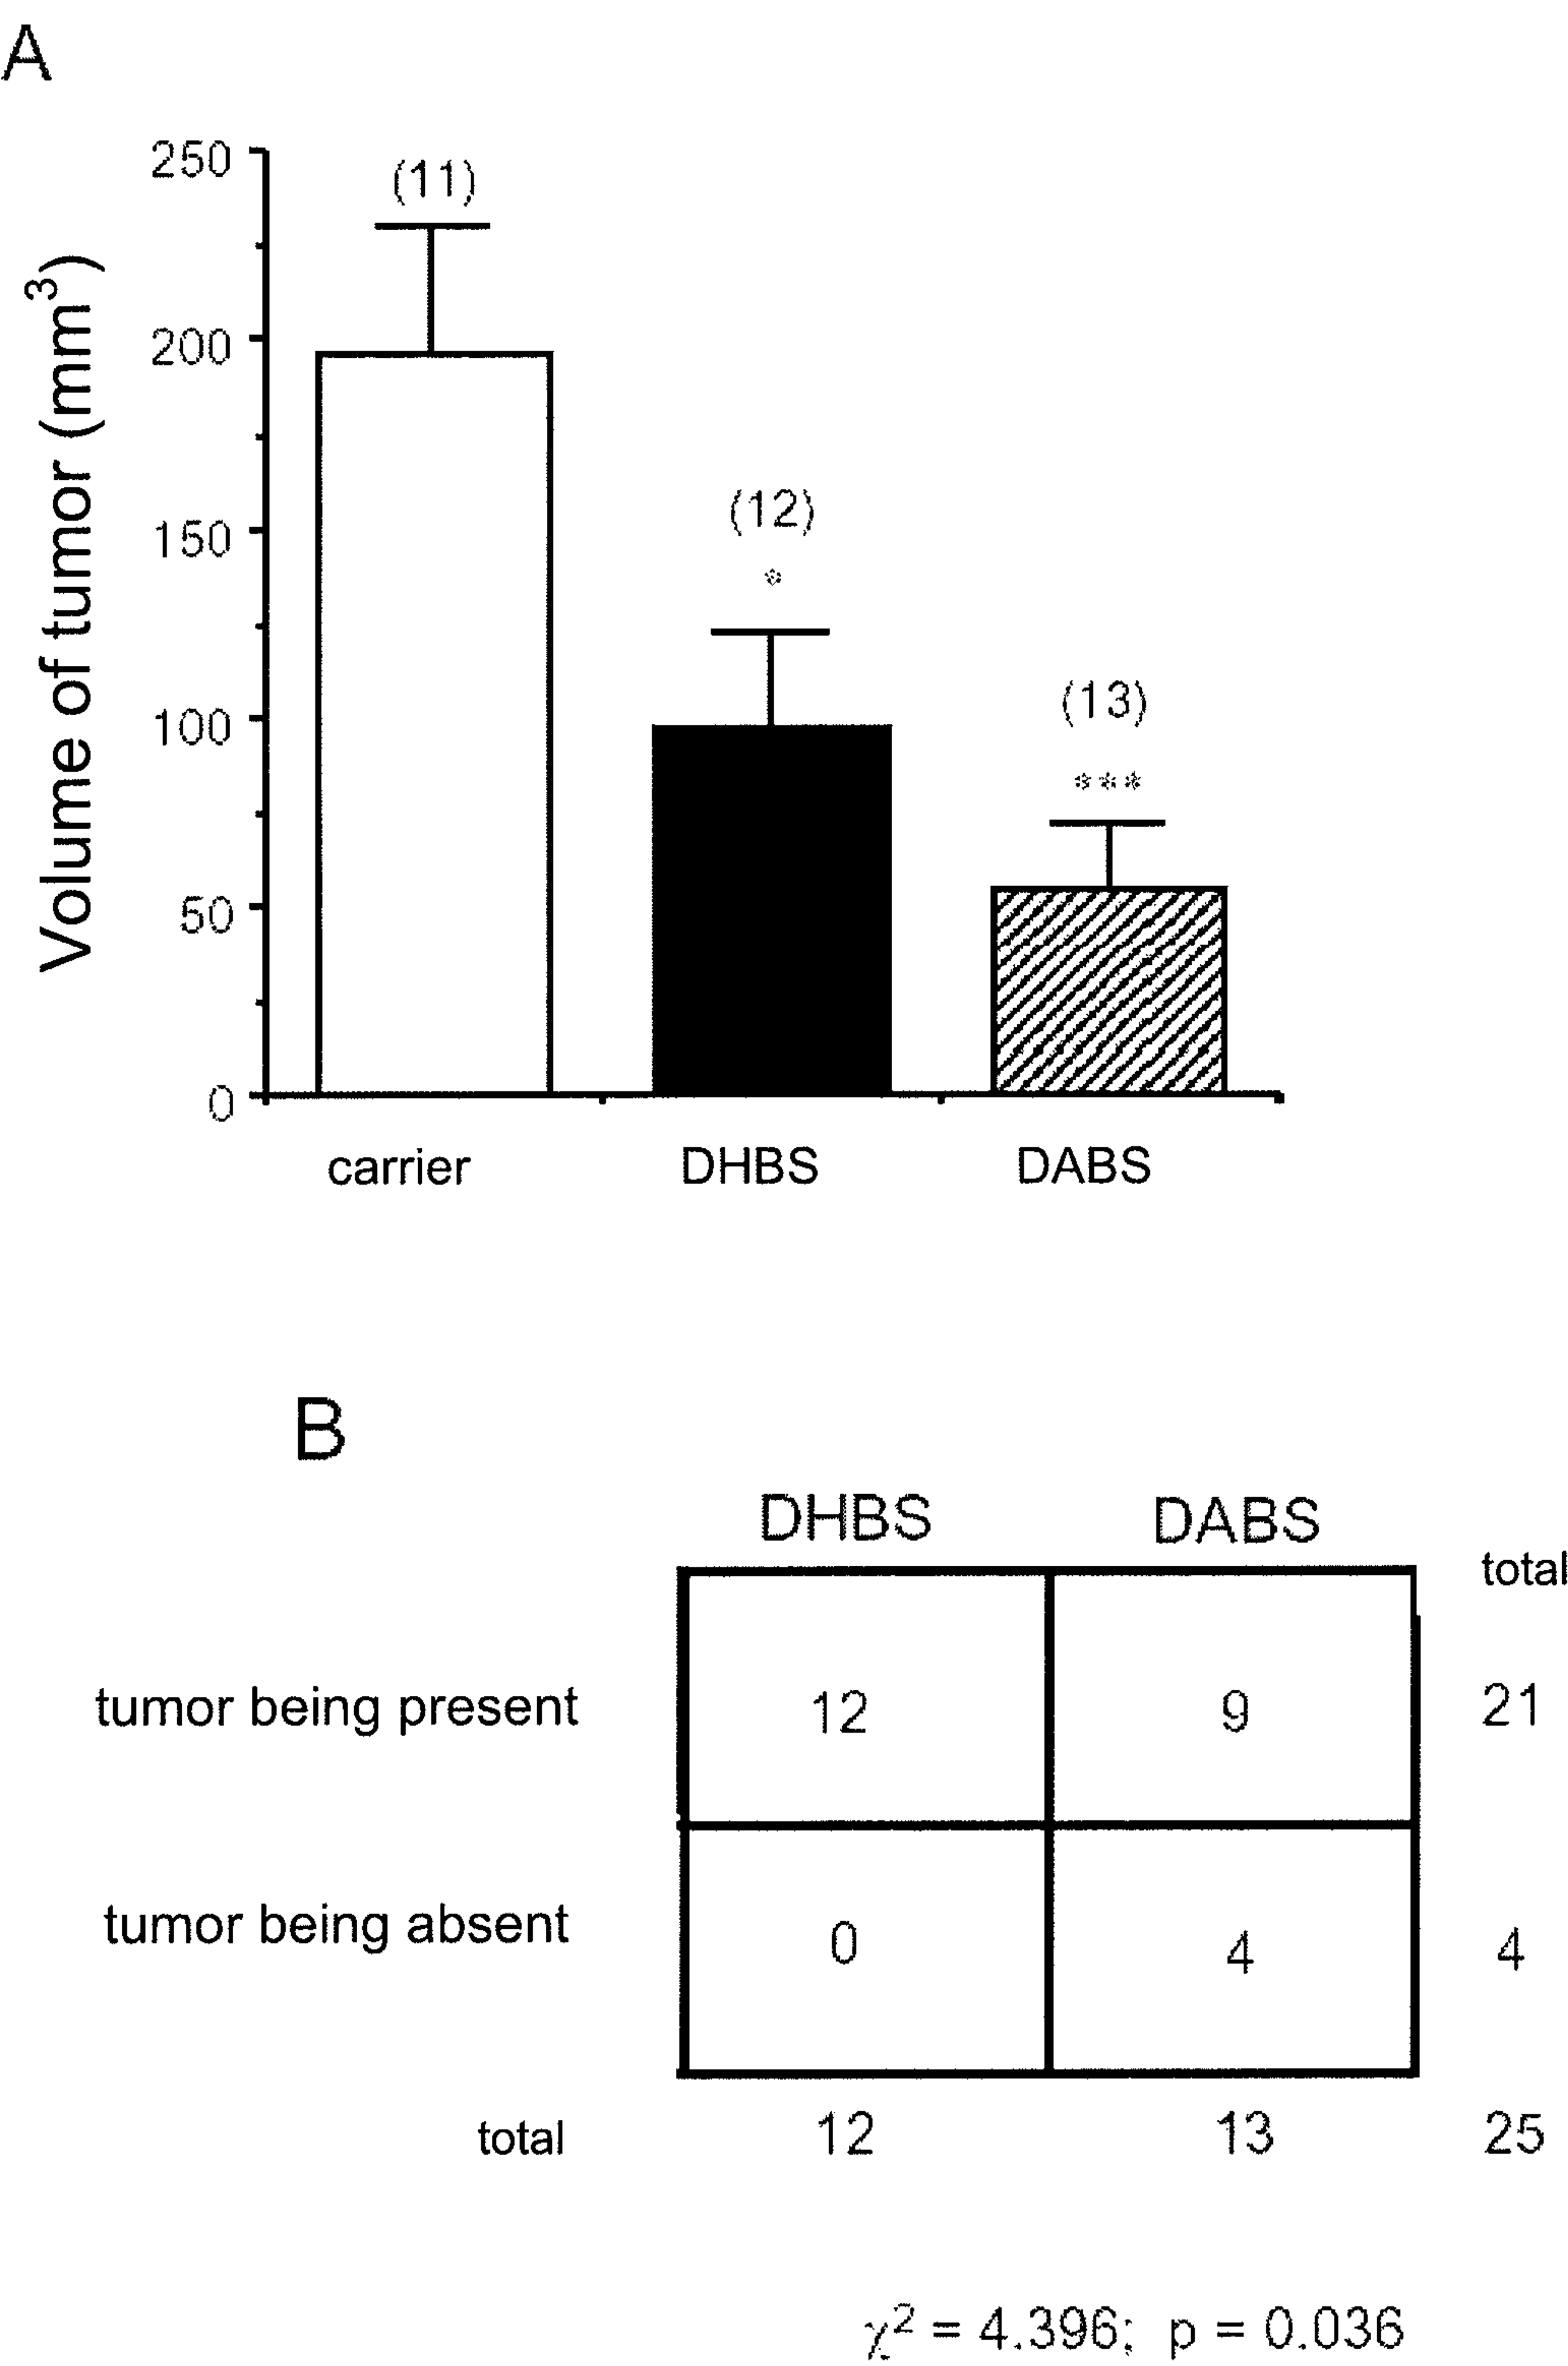 A
250
(11)
200
150
(12)
*
100
(13)
***
50
0
Volume of tumor (mm³)
carrier DHBS DABS
B
DHBS DABS
total
tumor being present 12 9 21
tumor being absent 0 4 4
total 12 13 25
χ² = 4.396; p = 0.036